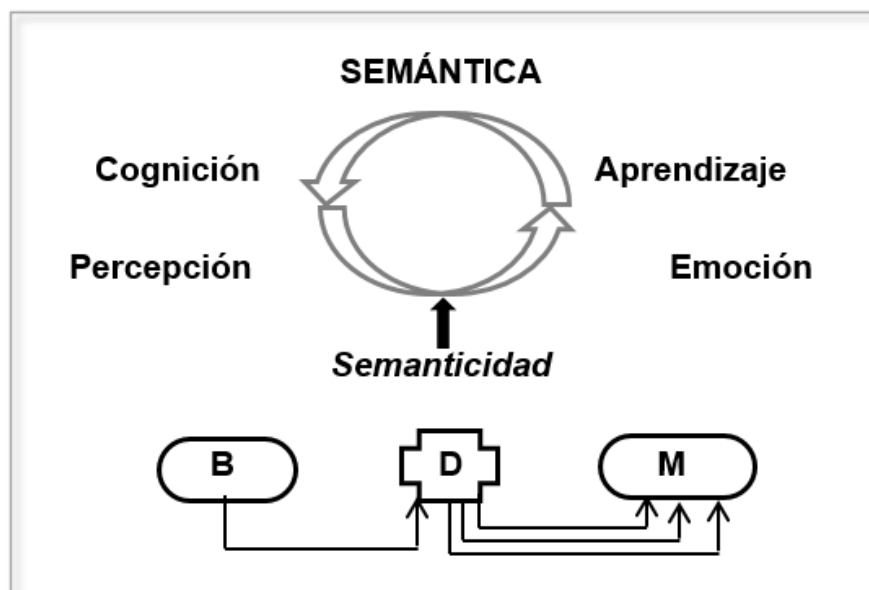 SEMÁNTICA
Cognición Aprendizaje
Percepción Emoción
Semanticidad
B D M